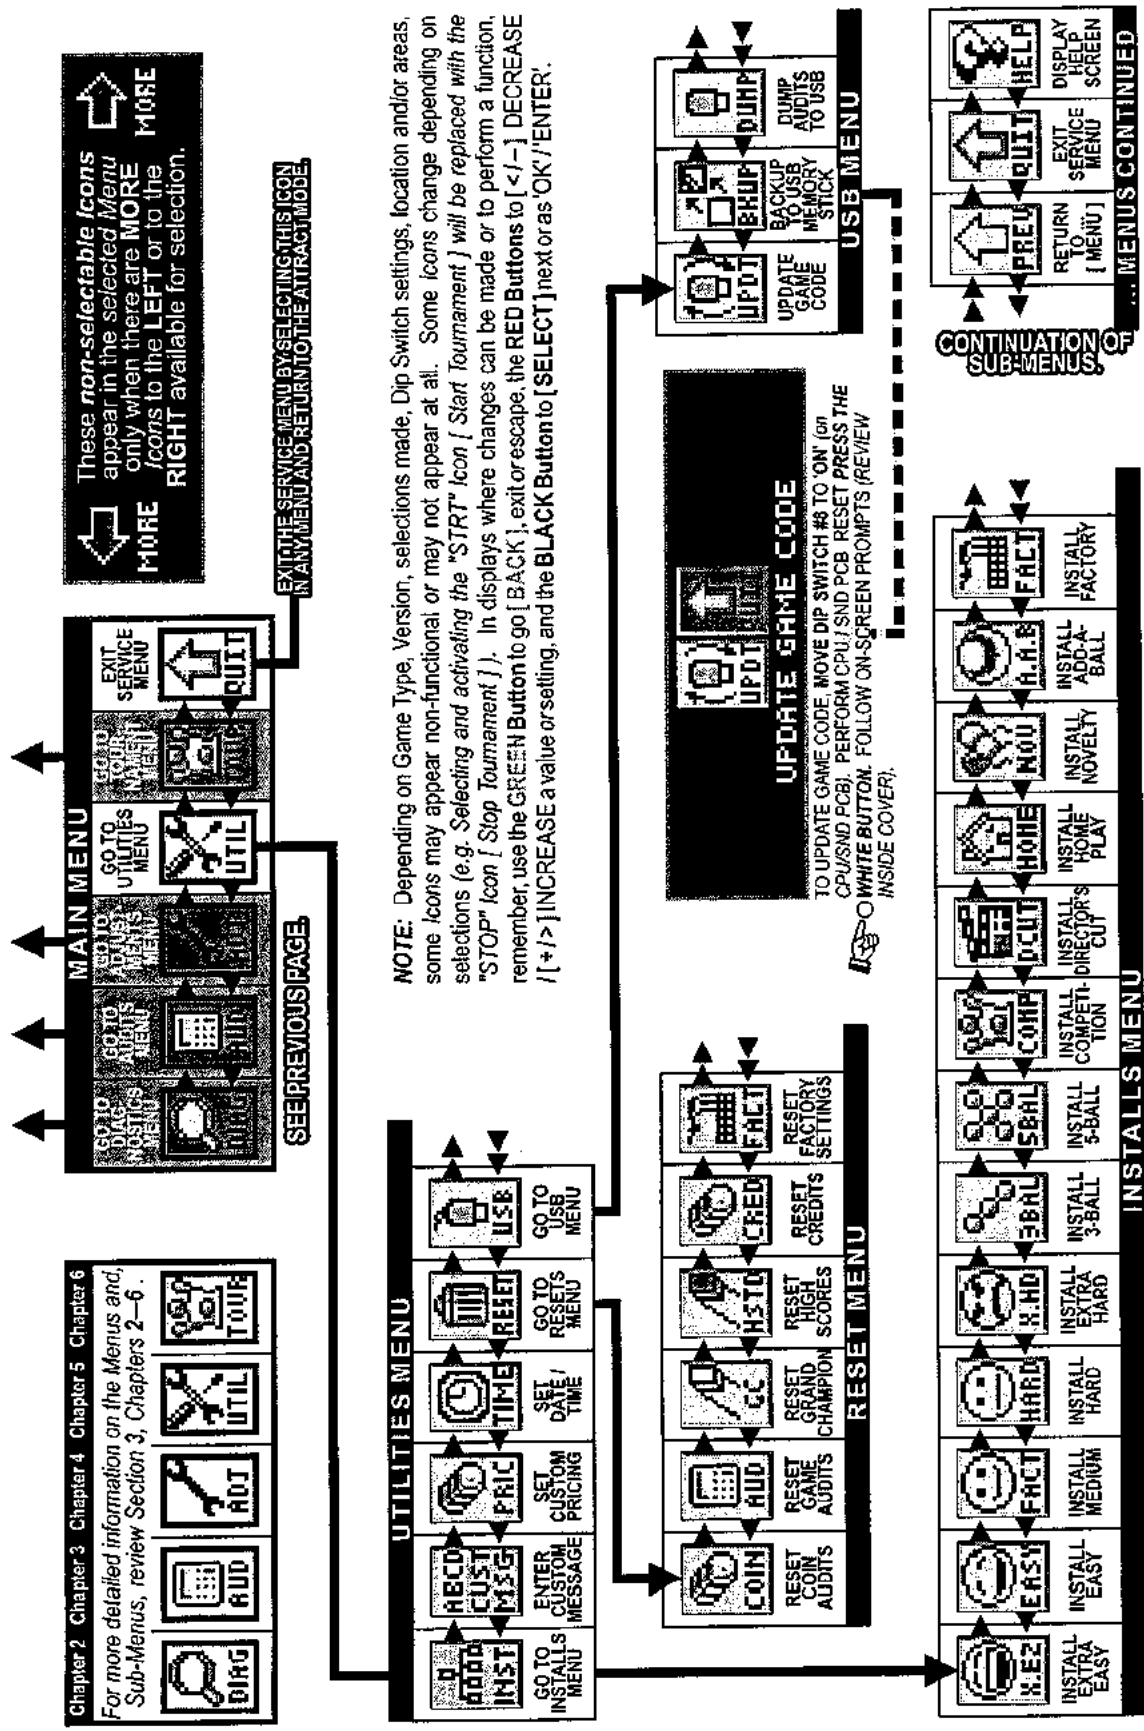 Chapter 2 Chapter 3 Chapter 4 Chapter 5 Chapter 6
For more detailed information on the Menus and,
Sub-Menus, review Section 3, Chapters 2—6 .
DIAG
AUD
ADJ
UTIL
TOUR
MAIN MENU
GO TO
DIAG-
NOSTICS
MENU
GO TO
AUDITS
MENU
AUD
GO TO
ADJUST-
MENTS
MENU
GO TO
UTILITIES
MENU
UTIL
GO TO
TOUR-
NAMENT
MENU
EXIT
SERVICE
MENU
QUIT
SEE PREVIOUS PAGE.
MORE
These non-selectable Icons
appear in the selected Menu
only when there are MORE
Icons to the LEFT or to the
RIGHT available for selection.
MORE
EXIT THE SERVICE MENU BY SELECTING THIS ICON
IN ANY MENU AND RETURN TO THE ATTRACT MODE.
NOTE: Depending on Game Type, Version, selections made, Dip Switch settings, location and/or areas,
some Icons may appear non-functional or may not appear at all. Some Icons change depending on
selections (e.g. Selecting and activating the "STRT" Icon [ Start Tournament ] will be replaced with the
"STOP" Icon [ Stop Tournament ] ). In displays where changes can be made or to perform a function,
remember, use the GREEN Button to go [ BACK ], exit or escape, the RED Buttons to [ < / – ] DECREASE
/ [ + / > ] INCREASE a value or setting, and the BLACK Button to [ SELECT ] next or as 'OK' / 'ENTER'.
UTILITIES MENU
INST
GO TO
INSTALLS
MENU
ABCD
CUST
MSG
ENTER
CUSTOM
MESSAGE
PRIC
SET
CUSTOM
PRICING
TIME
SET
DATE /
TIME
RESET
GO TO
RESETS
MENU
USB
GO TO
USB
MENU
COIN
RESET
COIN
AUDITS
AUD
RESET
GAME
AUDITS
GC
RESET
GRAND
CHAMPION
HSTD
RESET
HIGH
SCORES
CRED
RESET
CREDITS
FACT
RESET
FACTORY
SETTINGS
RESET MENU
UPDT
QUIT
UPDATE GAME CODE
TO UPDATE GAME CODE, MOVE DIP SWITCH #8 TO 'ON' (on
CPU/SND PCB). PERFORM CPU / SND PCB RESET PRESS THE
WHITE BUTTON. FOLLOW ON-SCREEN PROMPTS (REVIEW
INSIDE COVER).
UPDT
UPDATE
GAME
CODE
BKUP
BACKUP
TO USB
MEMORY
STICK
DUMP
DUMP
AUDITS
TO USB
USB MENU
X.EZ
INSTALL
EXTRA
EASY
EASY
INSTALL
EASY
FACT
INSTALL
MEDIUM
HARD
INSTALL
HARD
X.HD
INSTALL
EXTRA
HARD
3BAL
INSTALL
3-BALL
5BAL
INSTALL
5-BALL
COMP
INSTALL
COMPETI-
TION
DCUT
INSTALL
DIRECTOR'S
CUT
HOME
INSTALL
HOME
PLAY
NOV
INSTALL
NOVELTY
A.A.B
INSTALL
ADD-A-
BALL
FACT
INSTALL
FACTORY
INSTALLS MENU
CONTINUATION OF
SUB-MENUS.
PREV
RETURN
TO
[ MENU ]
QUIT
EXIT
SERVICE
MENU
HELP
DISPLAY
HELP
SCREEN
... MENUS CONTINUED